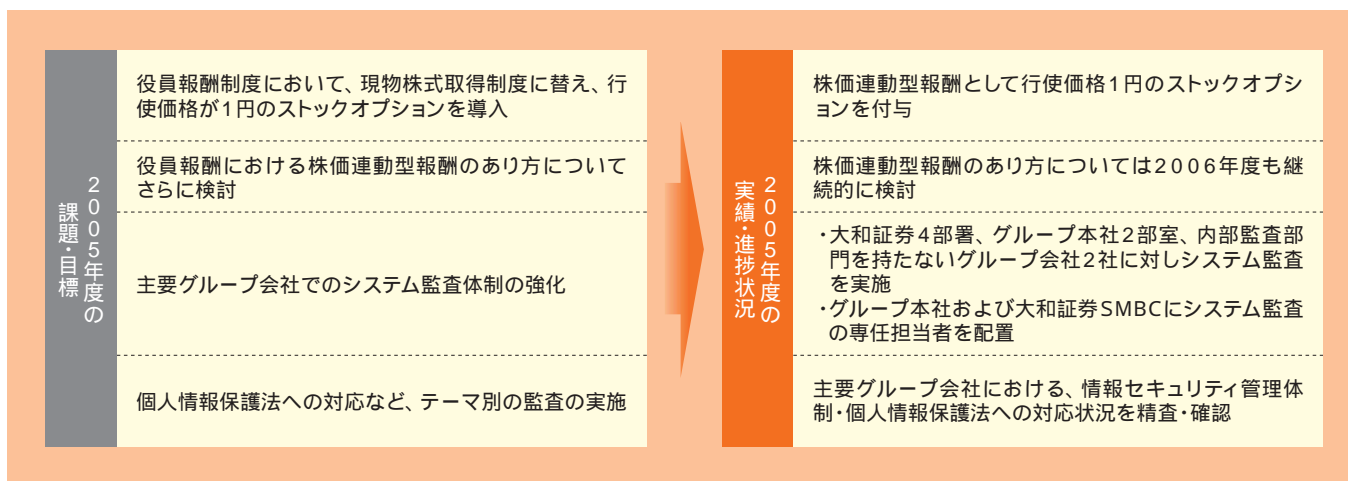 2005年度の
課題・目標
役員報酬制度において、現物株式取得制度に替え、行
使価格が1円のストックオプションを導入
役員報酬における株価連動型報酬のあり方について
さらに検討
主要グループ会社でのシステム監査体制の強化
個人情報保護法への対応など、テーマ別の監査の実施
2005年度の
実績・進捗状況
株価連動型報酬として行使価格1円のストックオプシ
ョンを付与
株価連動型報酬のあり方については2006年度も継
続的に検討
・大和証券4部署、グループ本社2部室、内部監査部
門を持たないグループ会社2社に対しシステム監査
を実施
・グループ本社および大和証券SMBCにシステム監査
の専任担当者を配置
主要グループ会社における、情報セキュリティ管理体
制・個人情報保護法への対応状況を精査・確認